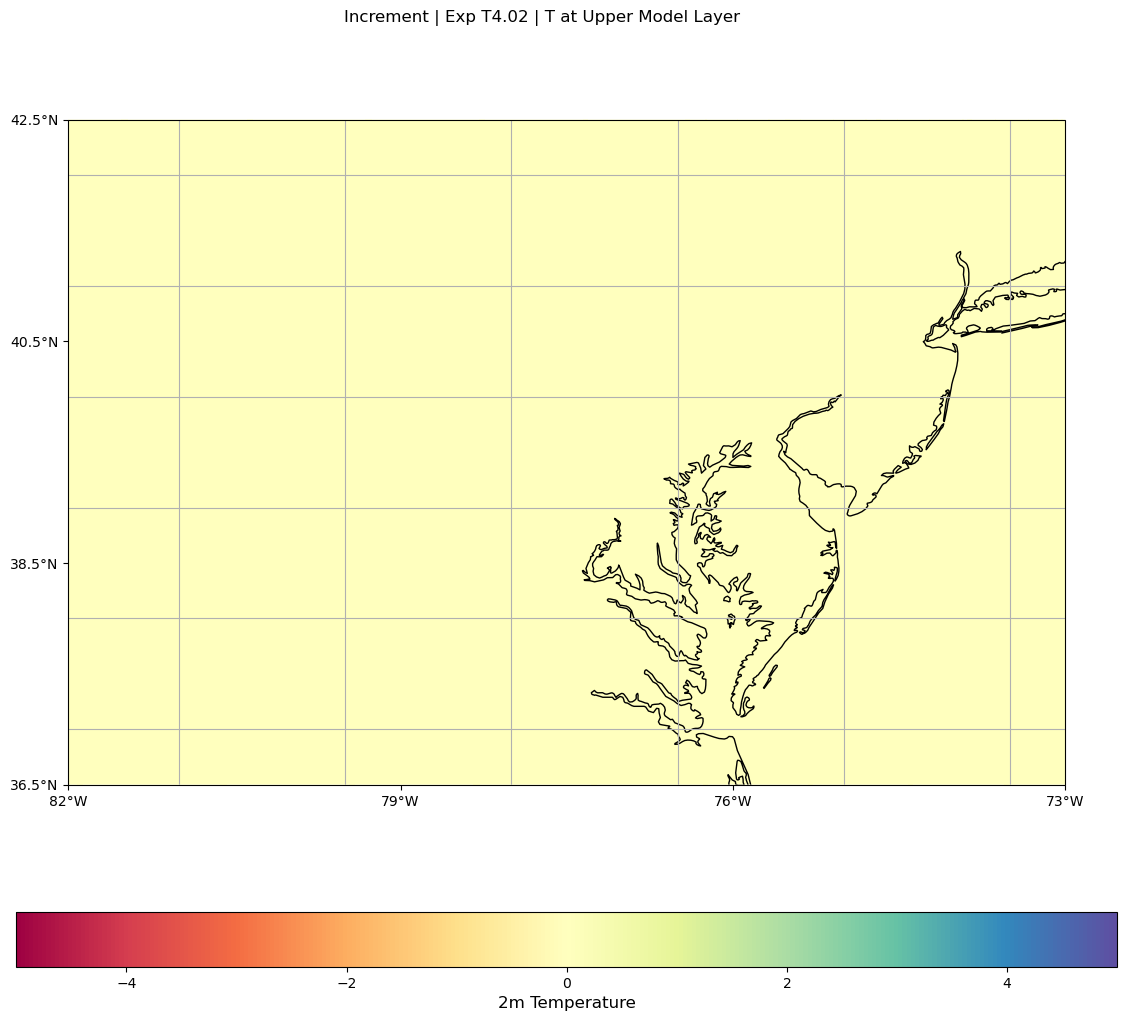 Increment | Exp T4.02 | T at Upper Model Layer
42.5°N
40.5°N
38.5°N
36.5°N
82°W
79°W
76°W
73°W
−4
−2
0
2
4
2m Temperature